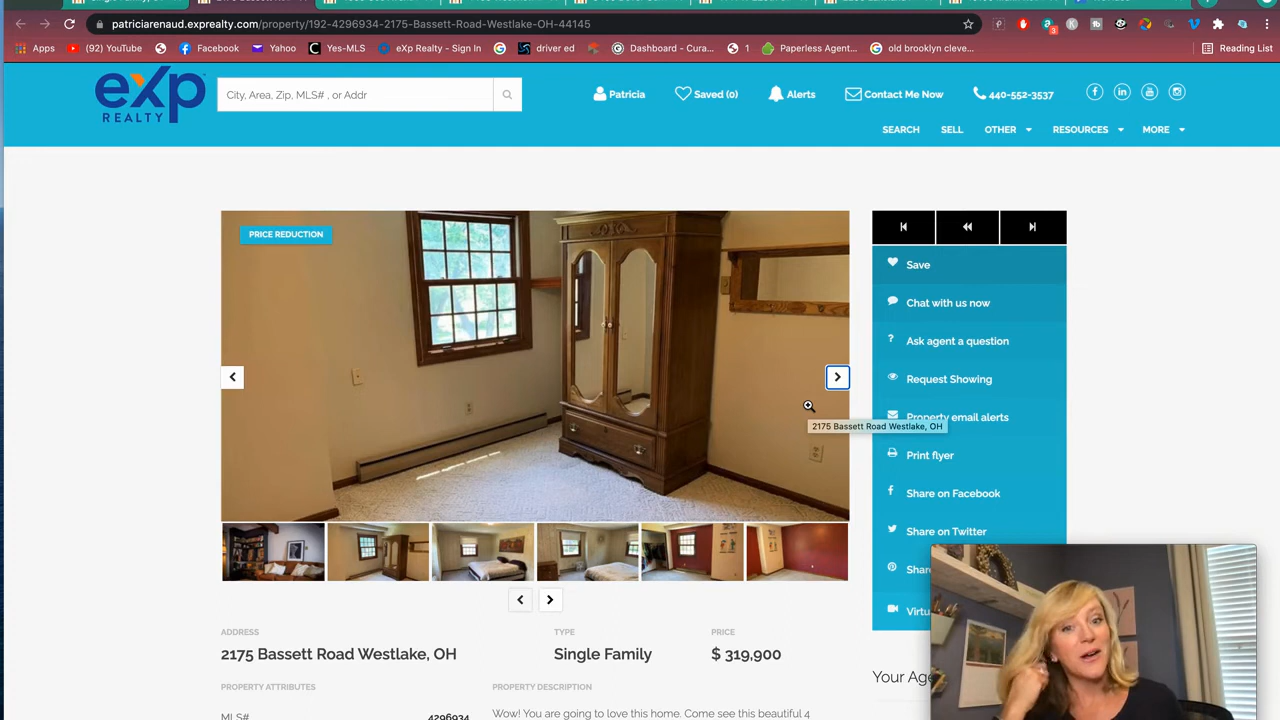 patriciarenaud.exprealty.com/property/192-4296934-2175-Bassett-Road-Westlake-OH-44145
Apps
(92) YouTube
Facebook
Yahoo
Yes-MLS
eXp Realty - Sign In
driver ed
Dashboard - Cura...
1
Paperless Agent...
old brooklyn cleve...
Reading List
eXp
REALTY
City, Area, Zip, MLS# , or Addr
Patricia
Saved (0)
Alerts
Contact Me Now
440-552-3537
SEARCH
SELL
OTHER
RESOURCES
MORE
PRICE REDUCTION
2175 Bassett Road Westlake, OH
Save
Chat with us now
Ask agent a question
Request Showing
Property email alerts
Print flyer
Share on Facebook
Share on Twitter
Shar
Virtu
ADDRESS
TYPE
PRICE
2175 Bassett Road Westlake, OH
Single Family
$ 319,900
Your Age
PROPERTY ATTRIBUTES
PROPERTY DESCRIPTION
MLS#
4296934
Wow! You are going to love this home. Come see this beautiful 4